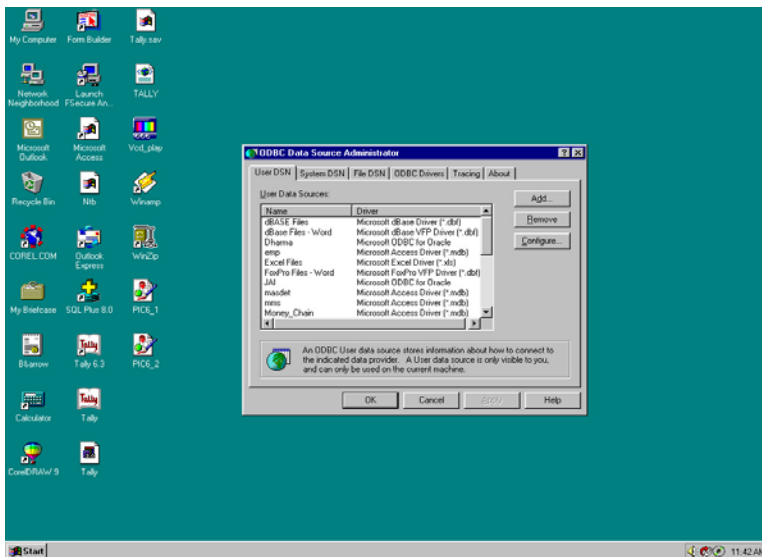 My Computer
Form Builder
Tally.sav
Network Neighborhood
Launch FSecure An...
TALLY
Microsoft Outlook
Microsoft Access
Vcd_play
Recycle Bin
Ntb
Winamp
COREL.COM
Outlook Express
WinZip
My Briefcase
SQL Plus 8.0
PIC6_1
Tally 6.3
PIC6_2
Calculator
Tally
CorelDRAW 9
Tally
ODBC Data Source Administrator
User DSN System DSN File DSN ODBC Drivers Tracing About
User Data Sources:
Name Driver
dBASE Files Microsoft dBase Driver (*.dbf)
dBase Files - Word Microsoft dBase VFP Driver (*.dbf)
Dharma Microsoft ODBC for Oracle
emp Microsoft Access Driver (*.mdb)
Excel Files Microsoft Excel Driver (*.xls)
FoxPro Files - Word Microsoft FoxPro VFP Driver (*.dbf)
JAI Microsoft ODBC for Oracle
masdet Microsoft Access Driver (*.mdb)
mms Microsoft Access Driver (*.mdb)
Money_Chain Microsoft Access Driver (*.mdb)
Add...
Remove
Configure...
An ODBC User data source stores information about how to connect to
the indicated data provider. A User data source is only visible to you,
and can only be used on the current machine.
OK Cancel Apply Help
Start
11:42 AM